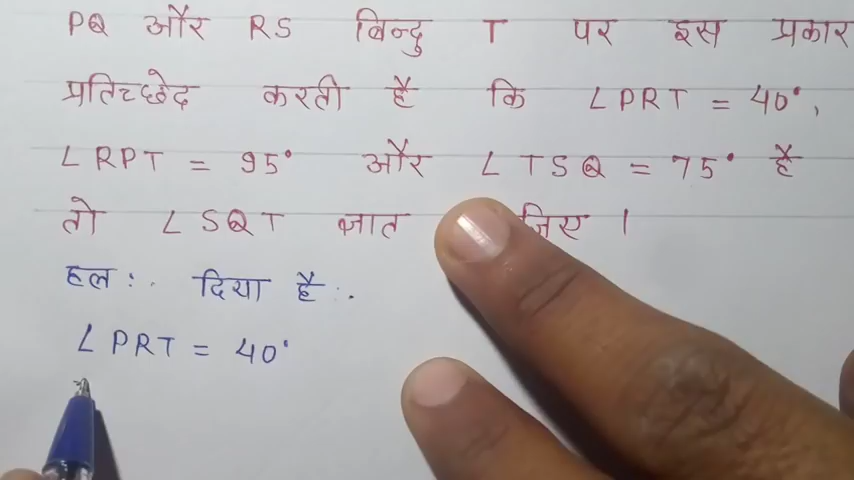 PQ और RS बिन्दु T पर इस प्रकार
प्रतिच्छेद करती है कि ∠PRT = 40°,
∠RPT = 95° और ∠TSQ = 75° है
तो ∠SQT ज्ञात जिए ।
हल :. दिया है :.
∠PRT = 40°